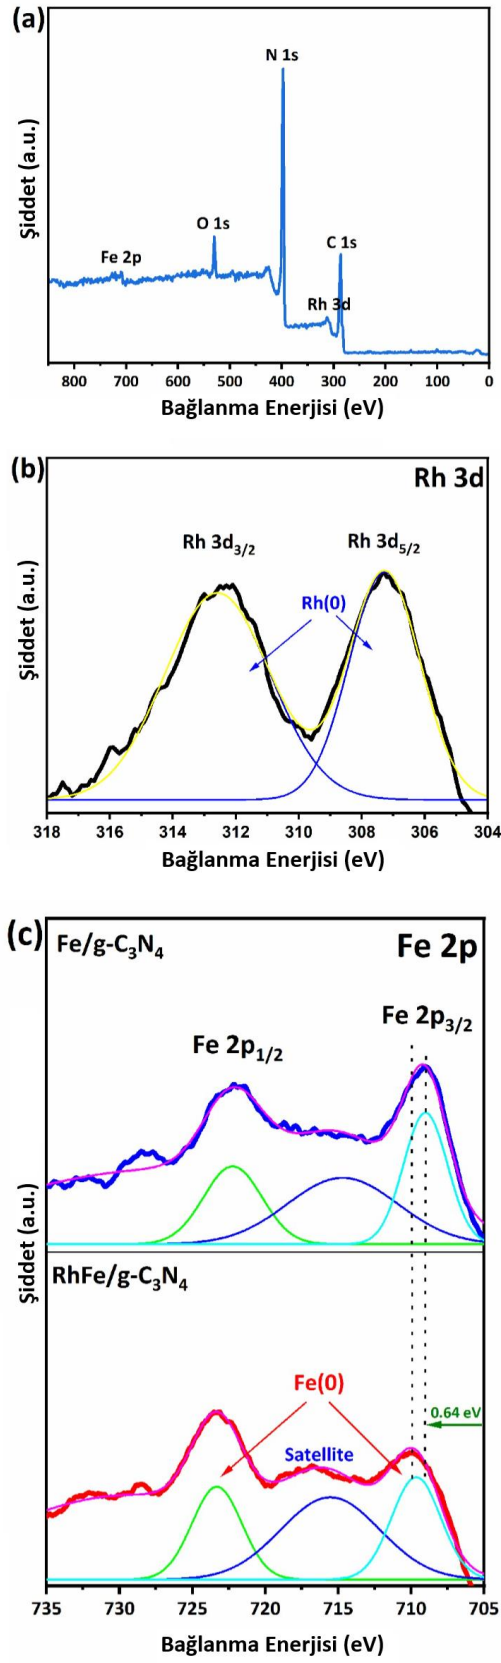 (a)
N 1s
O 1s
C 1s
Fe 2p
Rh 3d
Şiddet (a.u.)
800 700 600 500 400 300 200 100 0
Bağlanma Enerjisi (eV)
(b)
Rh 3d
Rh 3d3/2
Rh 3d5/2
Rh(0)
Şiddet (a.u.)
318 316 314 312 310 308 306 304
Bağlanma Enerjisi (eV)
(c)
Fe/g-C3N4
Fe 2p
Fe 2p3/2
Fe 2p1/2
Şiddet (a.u.)
RhFe/g-C3N4
Fe(0)
0.64 eV
Satellite
735 730 725 720 715 710 705
Bağlanma Enerjisi (eV)